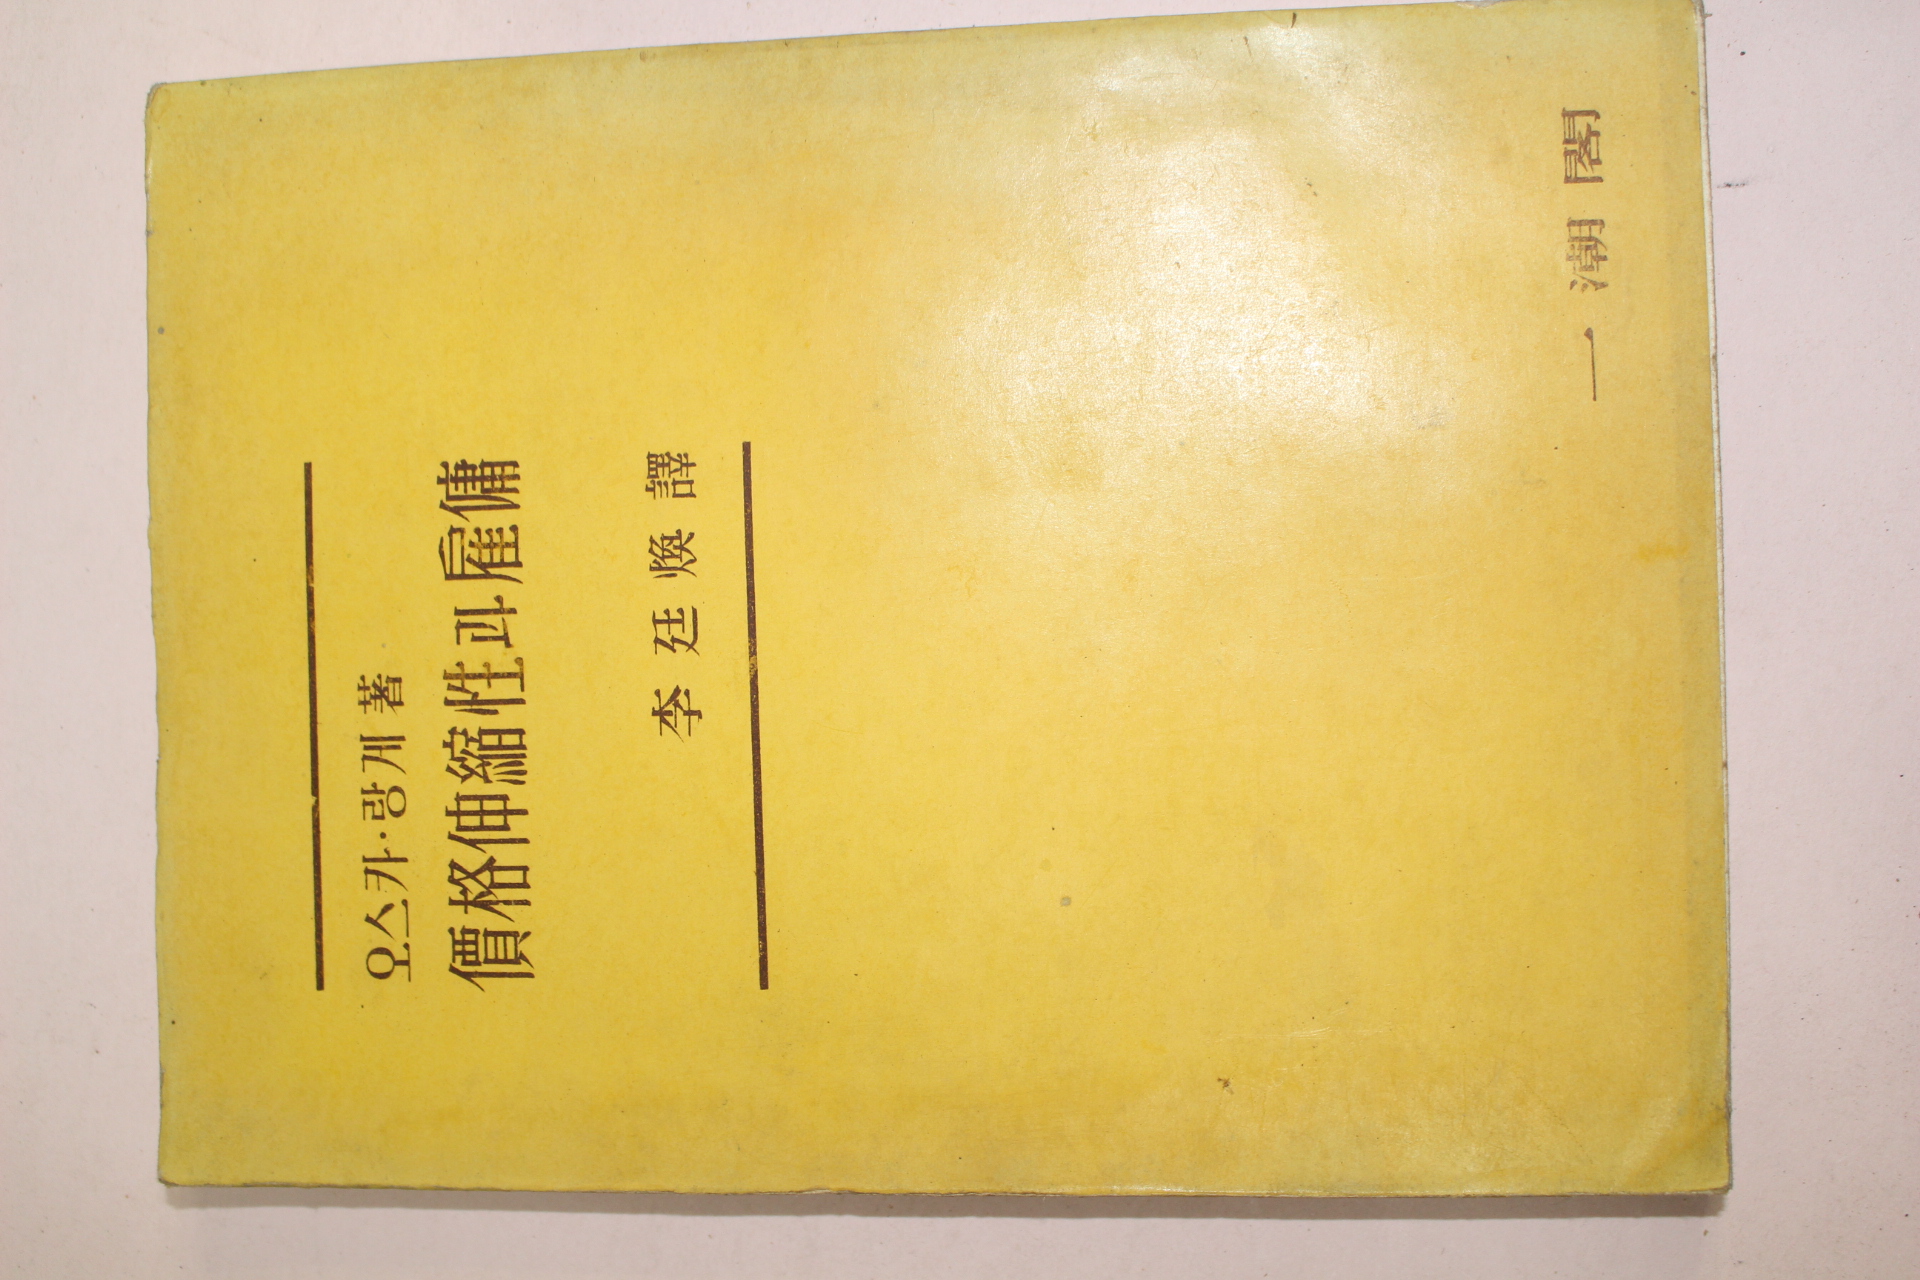 오스카·랑게 著
價格伸縮性과 雇傭
李廷煥 譯
一潮閣